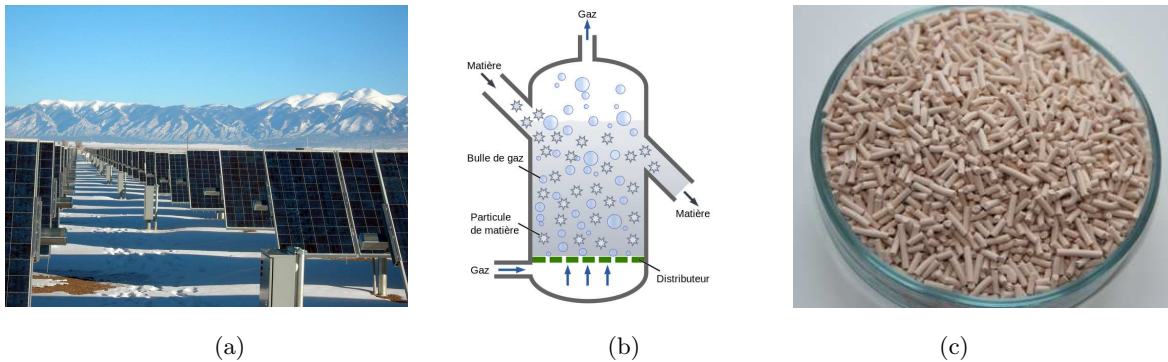 Gaz
Matière
Bulle de gaz
Particule
de matière
Matière
Gaz
Distributeur
(a)
(b)
(c)